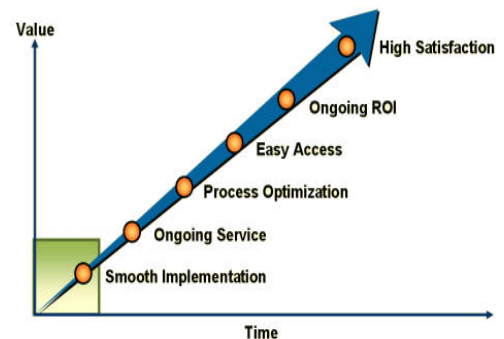 Value
High Satisfaction
Ongoing ROI
Easy Access
Process Optimization
Ongoing Service
Smooth Implementation
Time